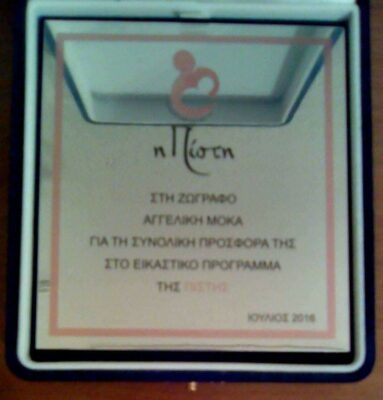 η Πίστη
ΣΤΗ ΖΩΓΡΑΦΟ
ΑΓΓΕΛΙΚΗ ΜΟΚΑ
ΓΙΑ ΤΗ ΣΥΝΟΛΙΚΗ ΠΡΟΣΦΟΡΑ ΤΗΣ
ΣΤΟ ΕΙΚΑΣΤΙΚΟ ΠΡΟΓΡΑΜΜΑ
ΤΗΣ ΠΙΣΤΗΣ
ΙΟΥΛΙΟΣ 2016